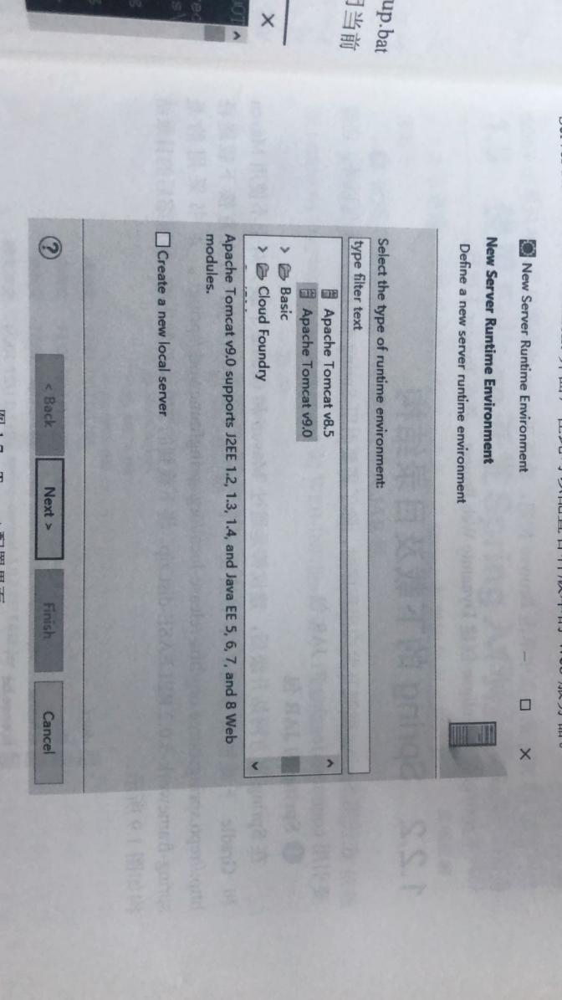 up.bat
当前
New Server Runtime Environment
New Server Runtime Environment
Define a new server runtime environment
Select the type of runtime environment:
type filter text
Apache Tomcat v8.5
Apache Tomcat v9.0
Basic
Cloud Foundry
Apache Tomcat v9.0 supports J2EE 1.2, 1.3, 1.4, and Java EE 5, 6, 7, and 8 Web
modules.
Create a new local server
? < Back Next > Finish Cancel